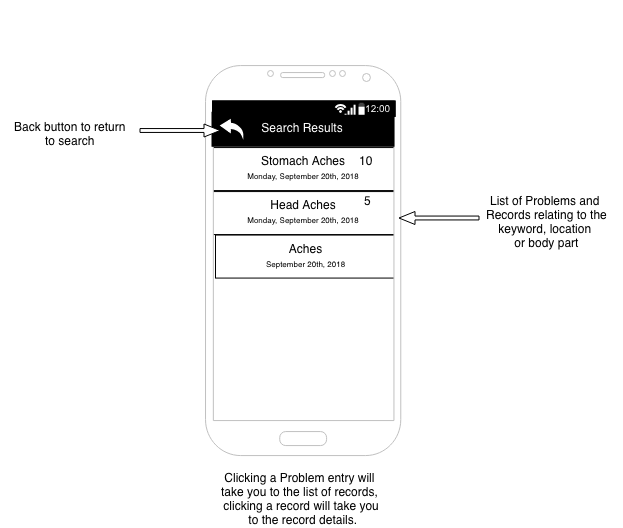 12:00
Back button to return
to search
Search Results
Stomach Aches 10
Monday, September 20th, 2018
Head Aches 5
Monday, September 20th, 2018
Aches
September 20th, 2018
List of Problems and
Records relating to the
keyword, location
or body part
Clicking a Problem entry will
take you to the list of records,
clicking a record will take you
to the record details.